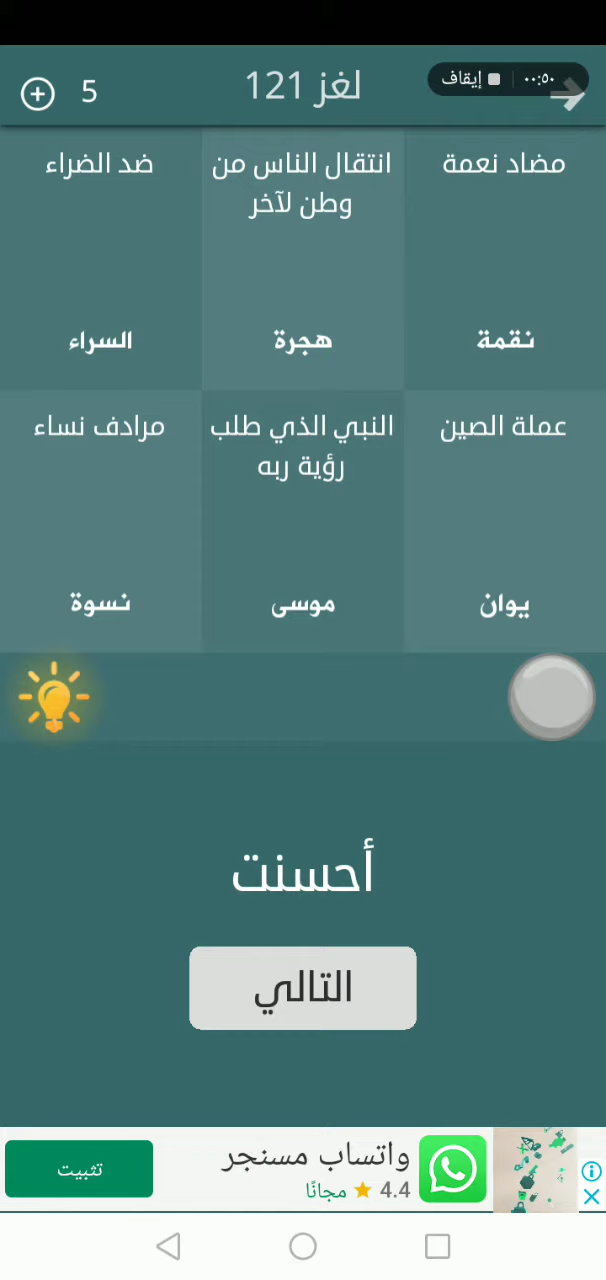 إيقاف ٠٠:٥٠
لغز 121
5
مضاد نعمة
نقمة
انتقال الناس من
وطن لآخر
هجرة
ضد الضراء
السراء
عملة الصين
يوان
النبي الذي طلب
رؤية ربه
موسى
مرادف نساء
نسوة
أحسنت
التالي
واتساب مسنجر
4.4 ★ مجانًا
تثبيت